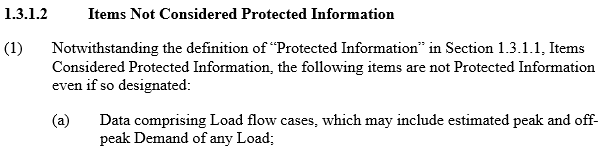 1.3.1.2 Items Not Considered Protected Information
(1) Notwithstanding the definition of “Protected Information” in Section 1.3.1.1, Items
Considered Protected Information, the following items are not Protected Information
even if so designated:
(a) Data comprising Load flow cases, which may include estimated peak and off-
peak Demand of any Load;